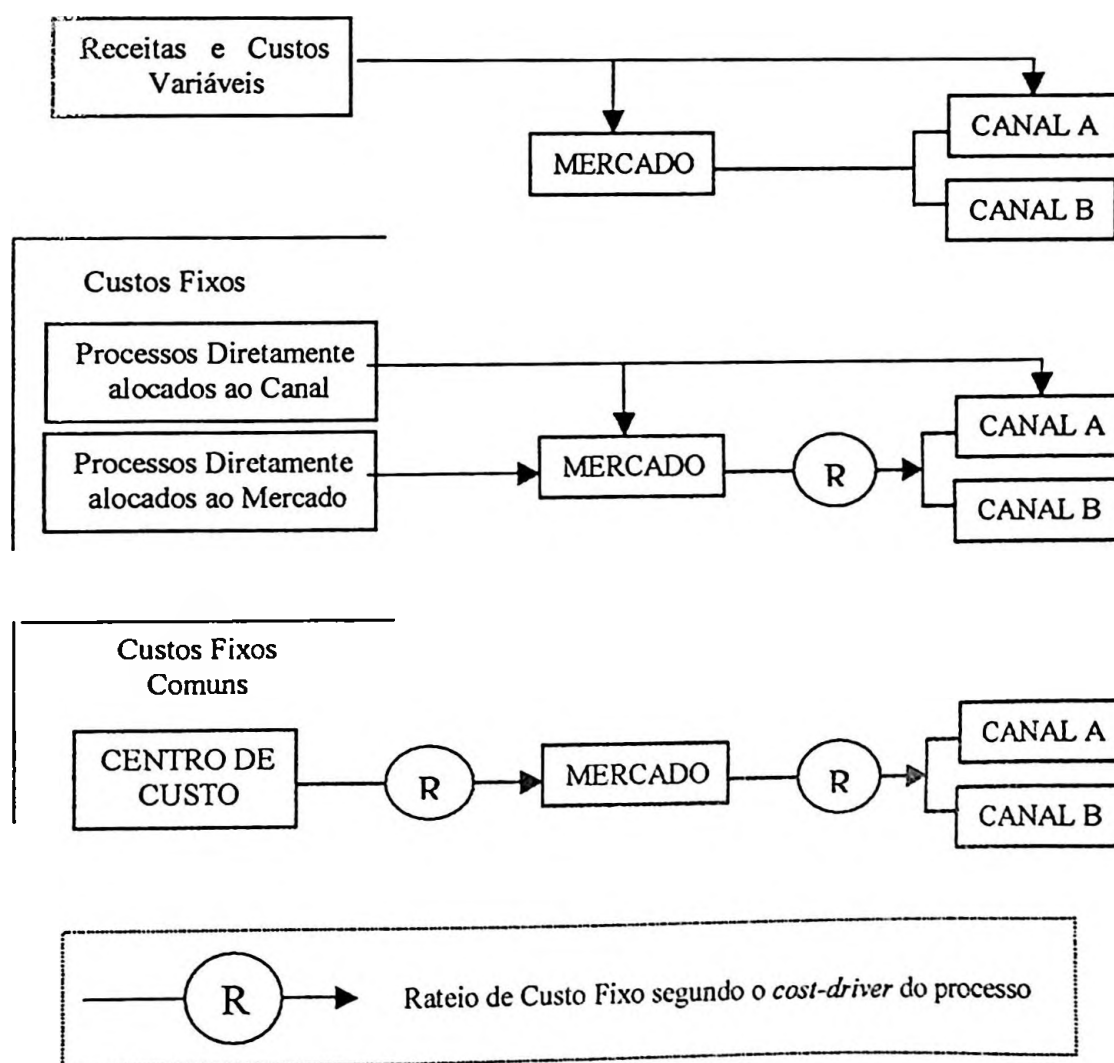 Receitas e Custos
Variáveis
MERCADO
CANAL A
CANAL B
Custos Fixos
Processos Diretamente
alocados ao Canal
Processos Diretamente
alocados ao Mercado
MERCADO
R
CANAL A
CANAL B
Custos Fixos
Comuns
CENTRO DE
CUSTO
R
MERCADO
R
CANAL A
CANAL B
R
Rateio de Custo Fixo segundo o cost-driver do processo